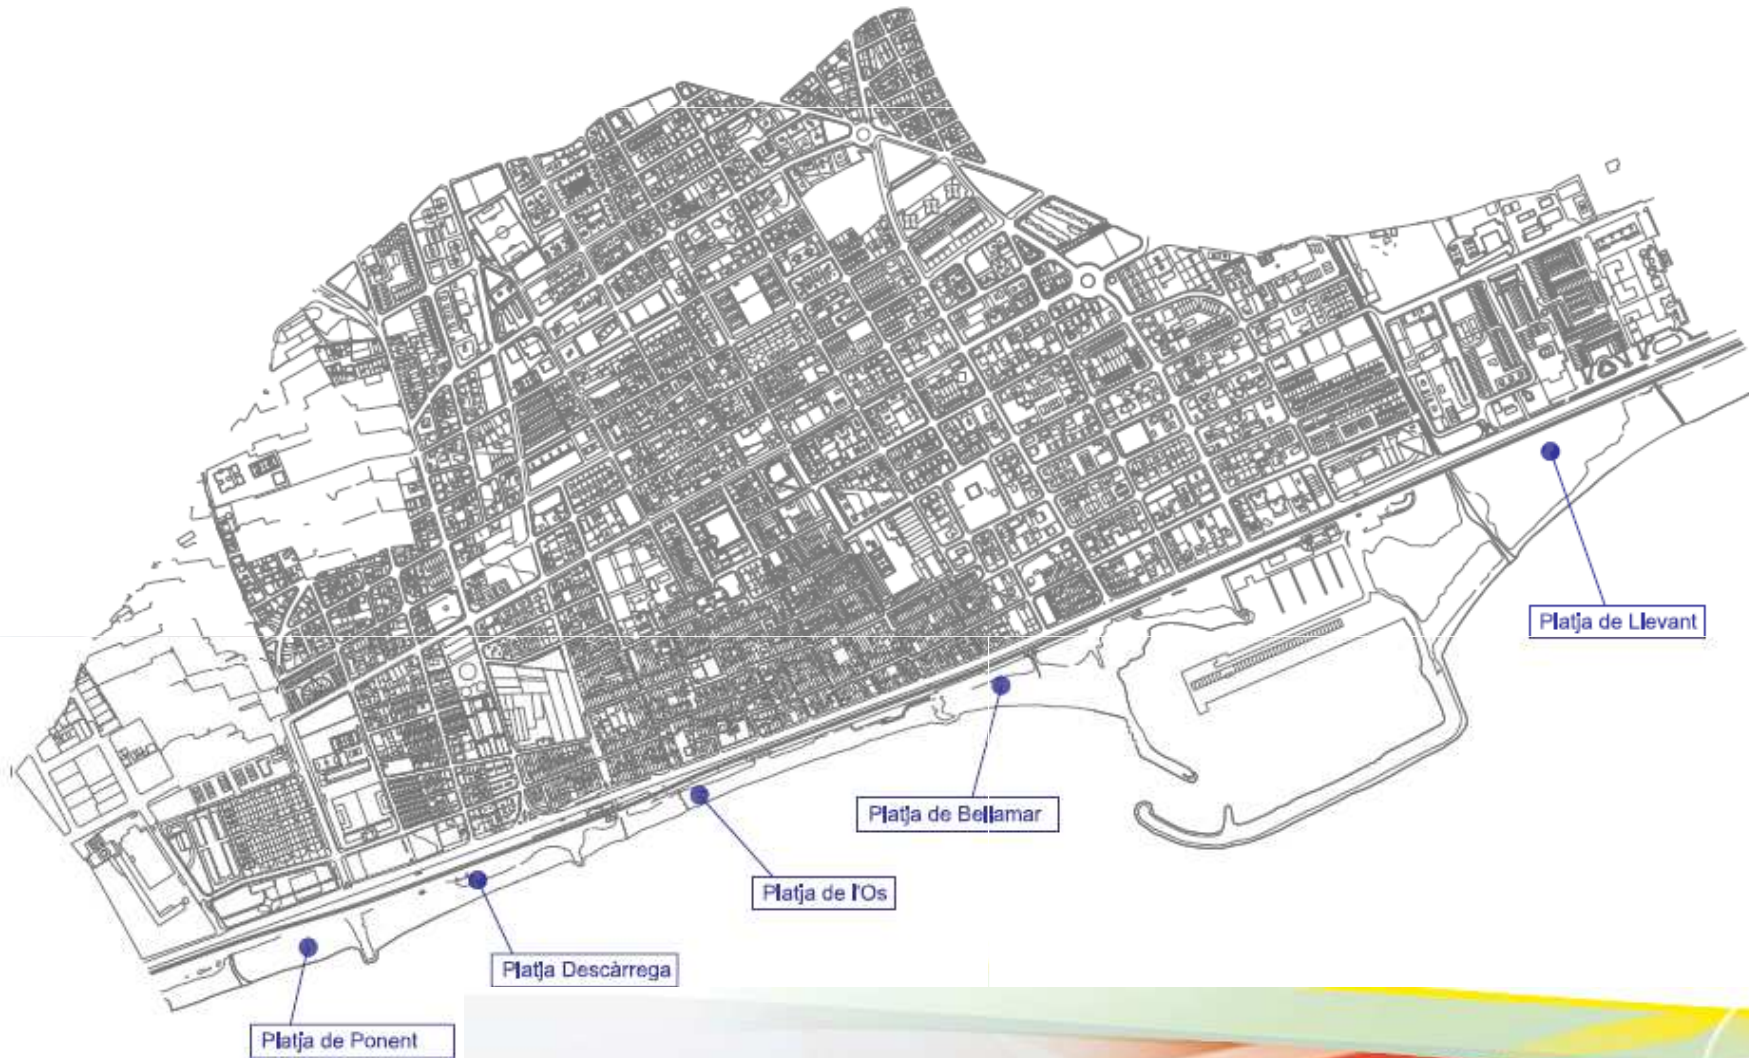 Platja de Llevant
Platja de Bellamar
Platja de l'Os
Platja Descàrrega
Platja de Ponent